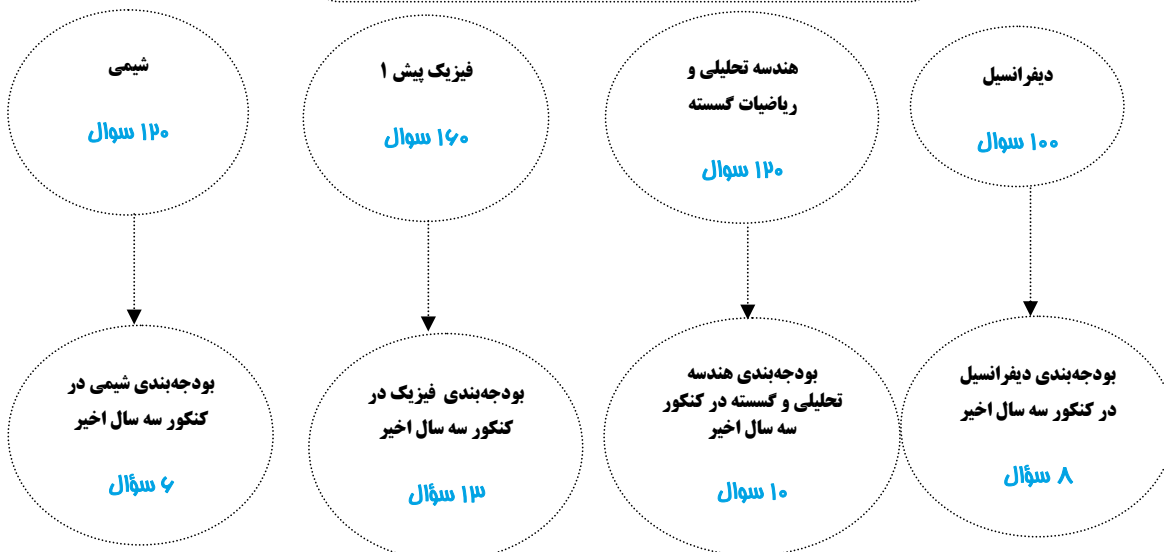 دیفرانسیل
۱۰۰ سوال
هندسه تحلیلی و
ریاضیات گسسته
۱۲۰ سوال
فیزیک پیش ۱
۱۶۰ سوال
شیمی
۱۲۰ سوال
بودجه‌بندی دیفرانسیل
در کنکور سه سال اخیر
۸ سؤال
بودجه‌بندی هندسه
تحلیلی و گسسته در کنکور
سه سال اخیر
۱۰ سوال
بودجه‌بندی فیزیک در
کنکور سه سال اخیر
۱۳ سؤال
بودجه‌بندی شیمی در
کنکور سه سال اخیر
۶ سؤال